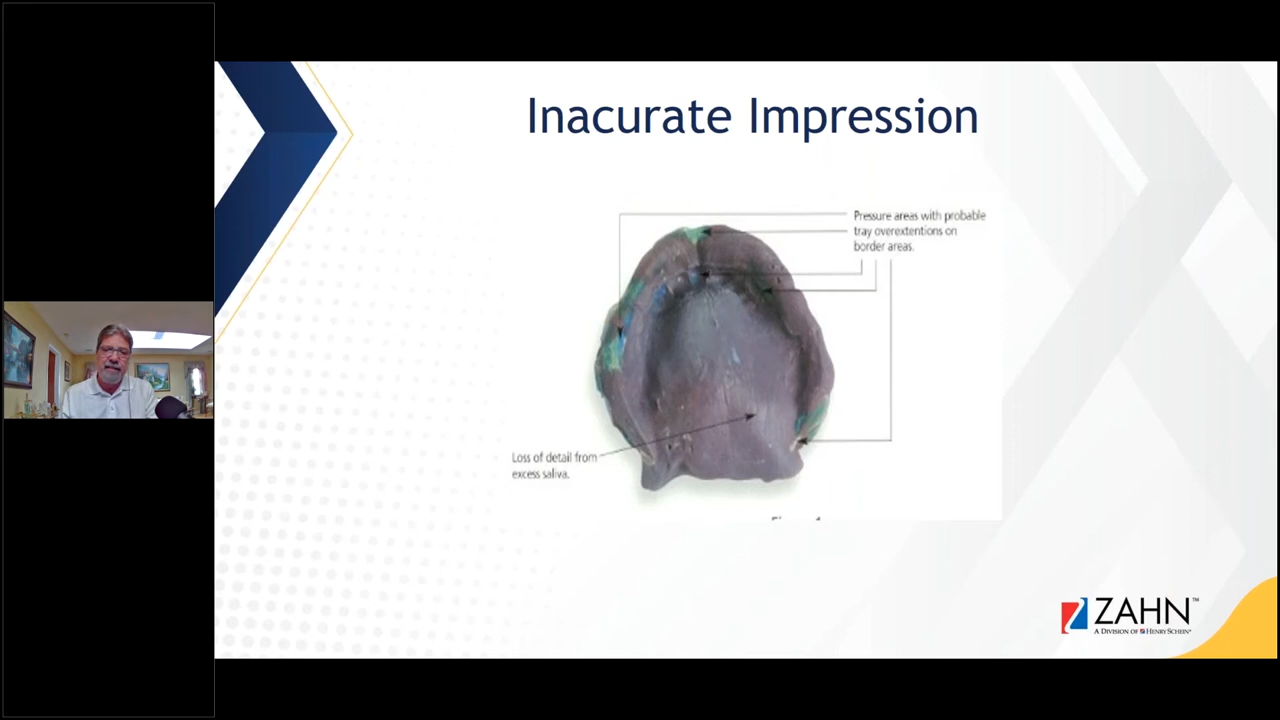 Inacurate Impression
Pressure areas with probable
tray overextentions on
border areas.
Loss of detail from
excess saliva.
ZAHN™
A DIVISION OF HENRY SCHEIN®